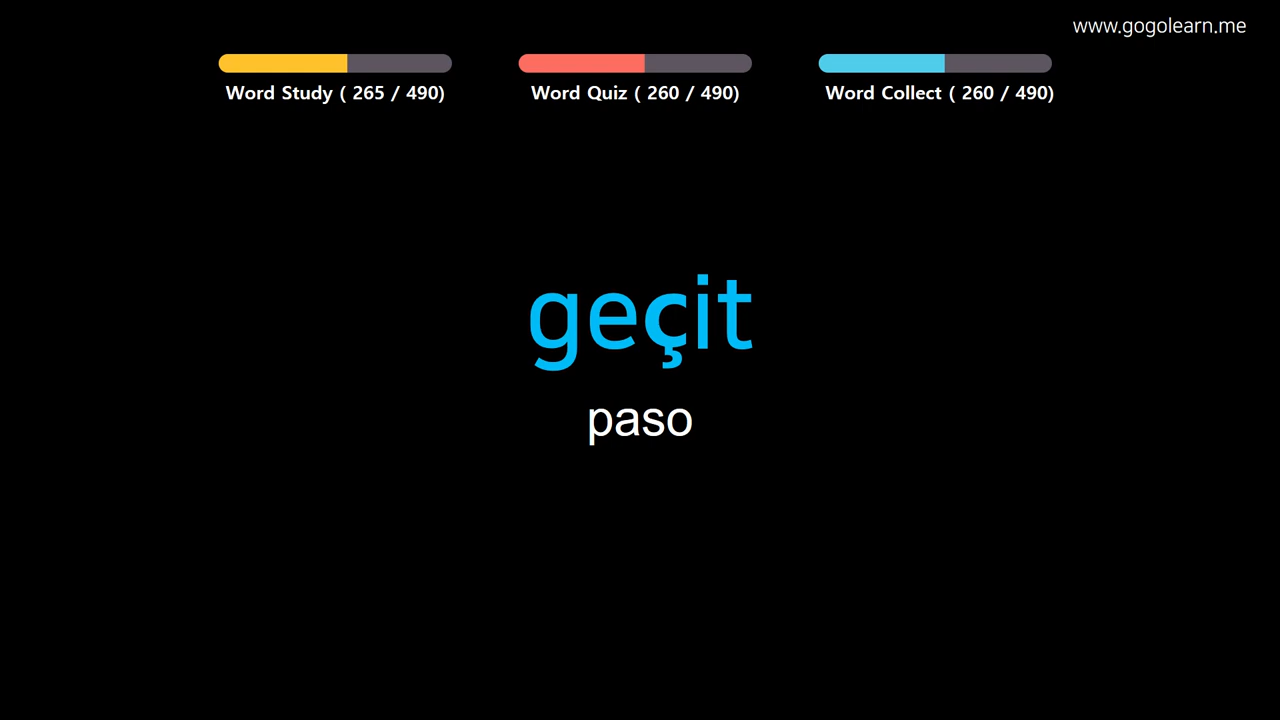 www.gogolearn.me
Word Study ( 265 / 490)
Word Quiz ( 260 / 490)
Word Collect ( 260 / 490)
geçit
paso